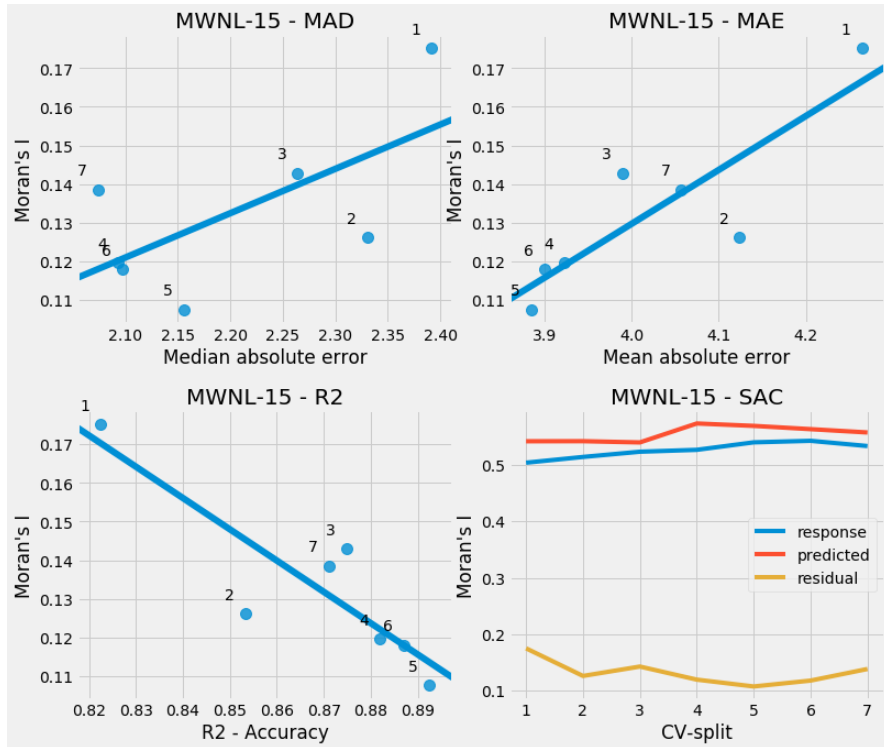 MWNL-15 - MAD
Moran's I
0.17
0.16
0.15
0.14
0.13
0.12
0.11
1
3
7
2
4
6
5
2.10 2.15 2.20 2.25 2.30 2.35 2.40
Median absolute error
MWNL-15 - MAE
Moran's I
0.17
0.16
0.15
0.14
0.13
0.12
0.11
1
3
7
2
6
4
5
3.9 4.0 4.1 4.2
Mean absolute error
MWNL-15 - R2
Moran's I
0.17
0.16
0.15
0.14
0.13
0.12
0.11
1
3
7
2
4
6
5
0.82 0.83 0.84 0.85 0.86 0.87 0.88 0.89
R2 - Accuracy
MWNL-15 - SAC
Moran's I
0.5
0.4
0.3
0.2
0.1
response
predicted
residual
1 2 3 4 5 6 7
CV-split